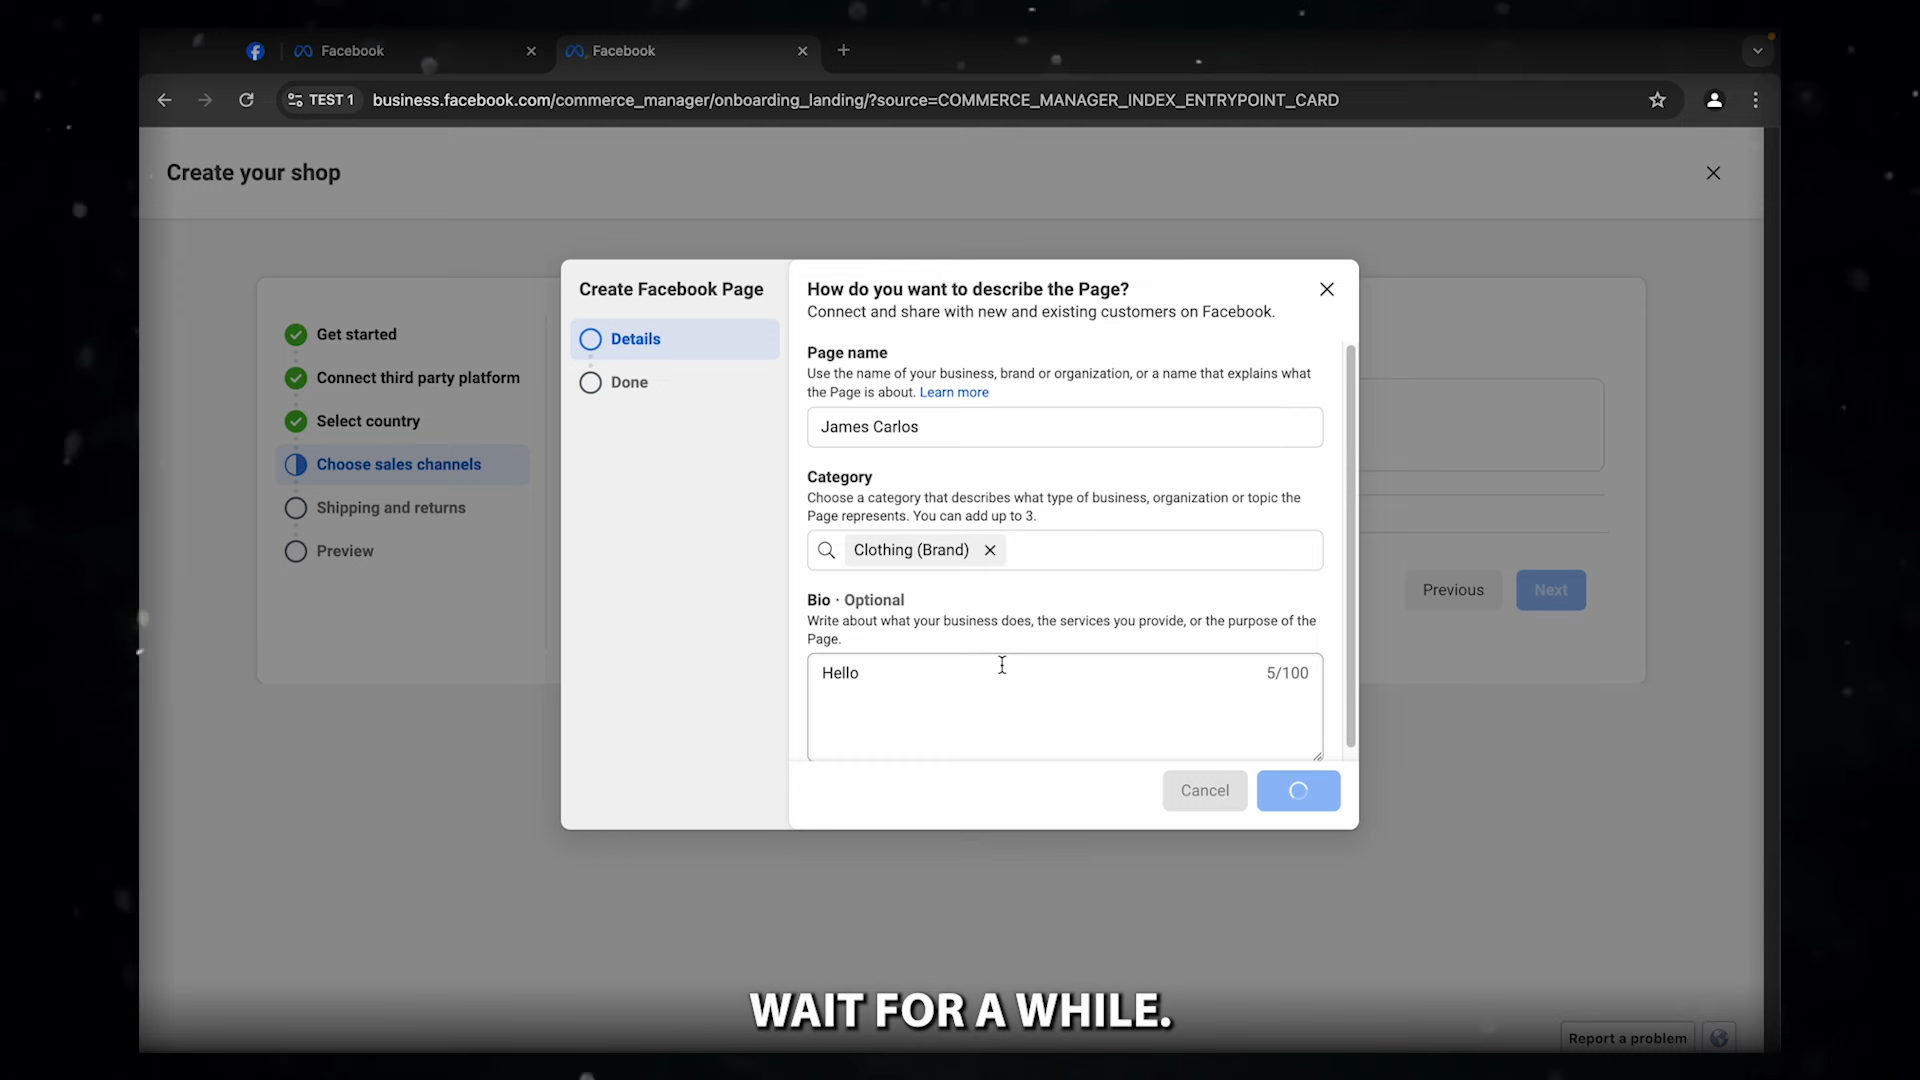 Facebook
Facebook
TEST 1
business.facebook.com/commerce_manager/onboarding_landing/?source=COMMERCE_MANAGER_INDEX_ENTRYPOINT_CARD
Create your shop
Get started
Connect third party platform
Select country
Choose sales channels
Shipping and returns
Preview
Create Facebook Page
Details
Done
How do you want to describe the Page?
Connect and share with new and existing customers on Facebook.
Page name
Use the name of your business, brand or organization, or a name that explains what
the Page is about. Learn more
James Carlos
Category
Choose a category that describes what type of business, organization or topic the
Page represents. You can add up to 3.
Clothing (Brand)
Bio · Optional
Write about what your business does, the services you provide, or the purpose of the
Page.
Hello
5/100
Cancel
Previous
Next
WAIT FOR A WHILE.
Report a problem